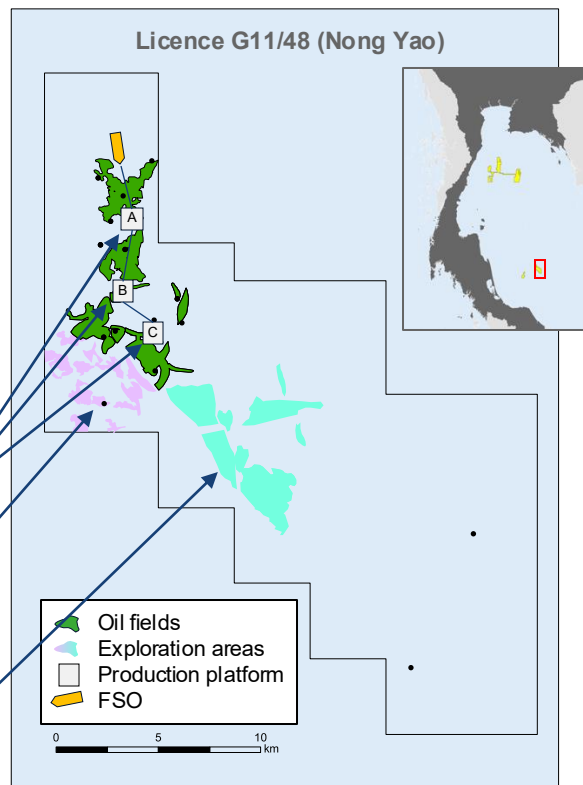 Licence G11/48 (Nong Yao)
A
B
C
Oil fields
Exploration areas
Production platform
FSO
0 5 10
km